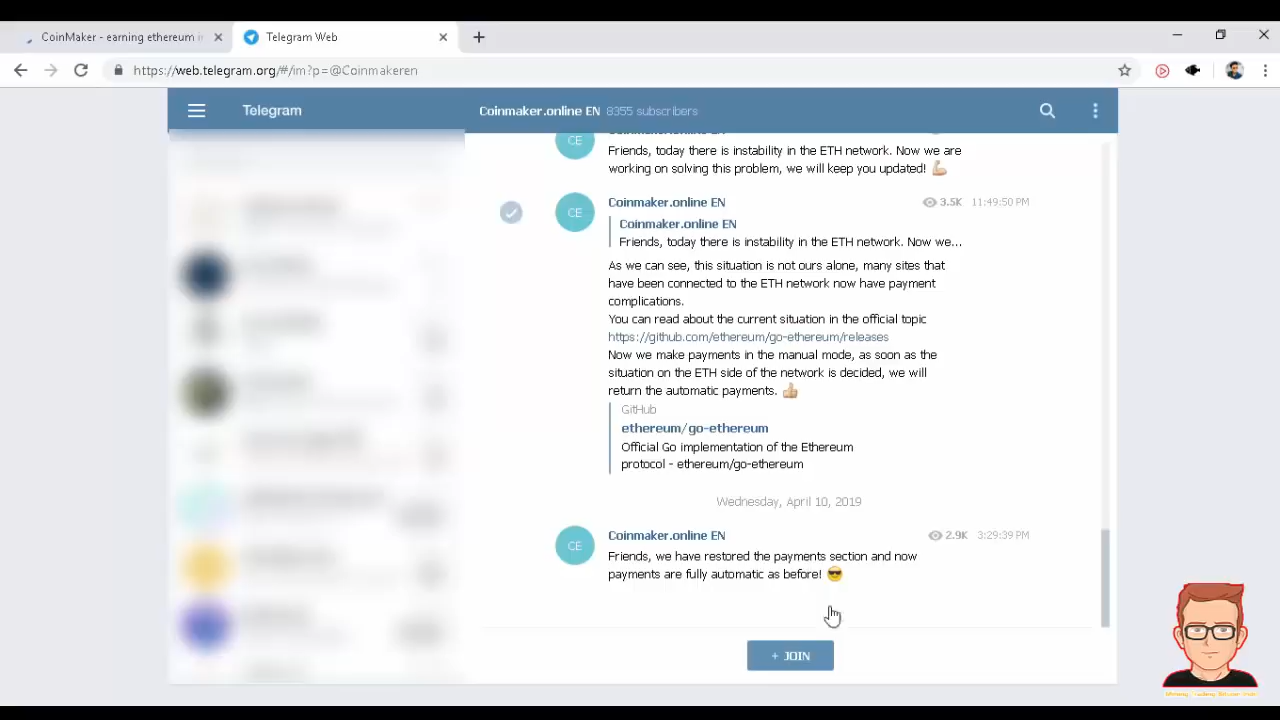 CoinMaker - earning ethereum i
Telegram Web
https://web.telegram.org/#/im?p=@Coinmakeren
Telegram
Coinmaker.online EN 8355 subscribers
Coinmaker.online EN
CE
Friends, today there is instability in the ETH network. Now we are
working on solving this problem, we will keep you updated! 💪
CE
Coinmaker.online EN 3.5K 11:49:50 PM
Coinmaker.online EN
Friends, today there is instability in the ETH network. Now we...
As we can see, this situation is not ours alone, many sites that
have been connected to the ETH network now have payment
complications.
You can read about the current situation in the official topic
https://github.com/ethereum/go-ethereum/releases
Now we make payments in the manual mode, as soon as the
situation on the ETH side of the network is decided, we will
return the automatic payments. 👍
GitHub
ethereum/go-ethereum
Official Go implementation of the Ethereum
protocol - ethereum/go-ethereum
Wednesday, April 10, 2019
CE
Coinmaker.online EN 2.9K 3:29:39 PM
Friends, we have restored the payments section and now
payments are fully automatic as before! 😎
+ JOIN